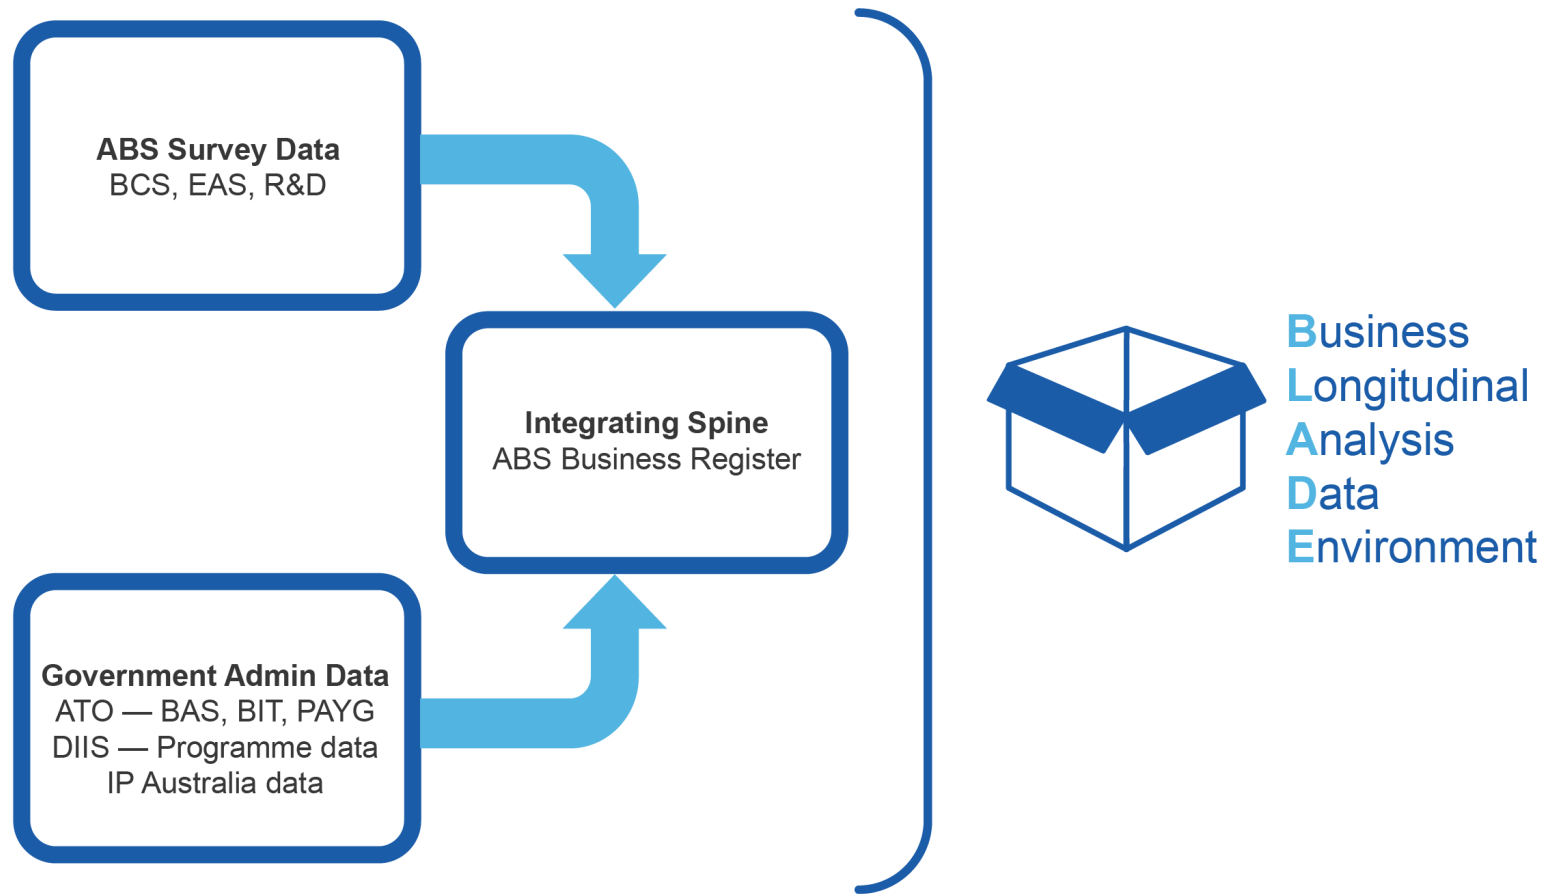 ABS Survey Data
BCS, EAS, R&D
Integrating Spine
ABS Business Register
Government Admin Data
ATO — BAS, BIT, PAYG
DIIS — Programme data
IP Australia data
Business
Longitudinal
Analysis
Data
Environment